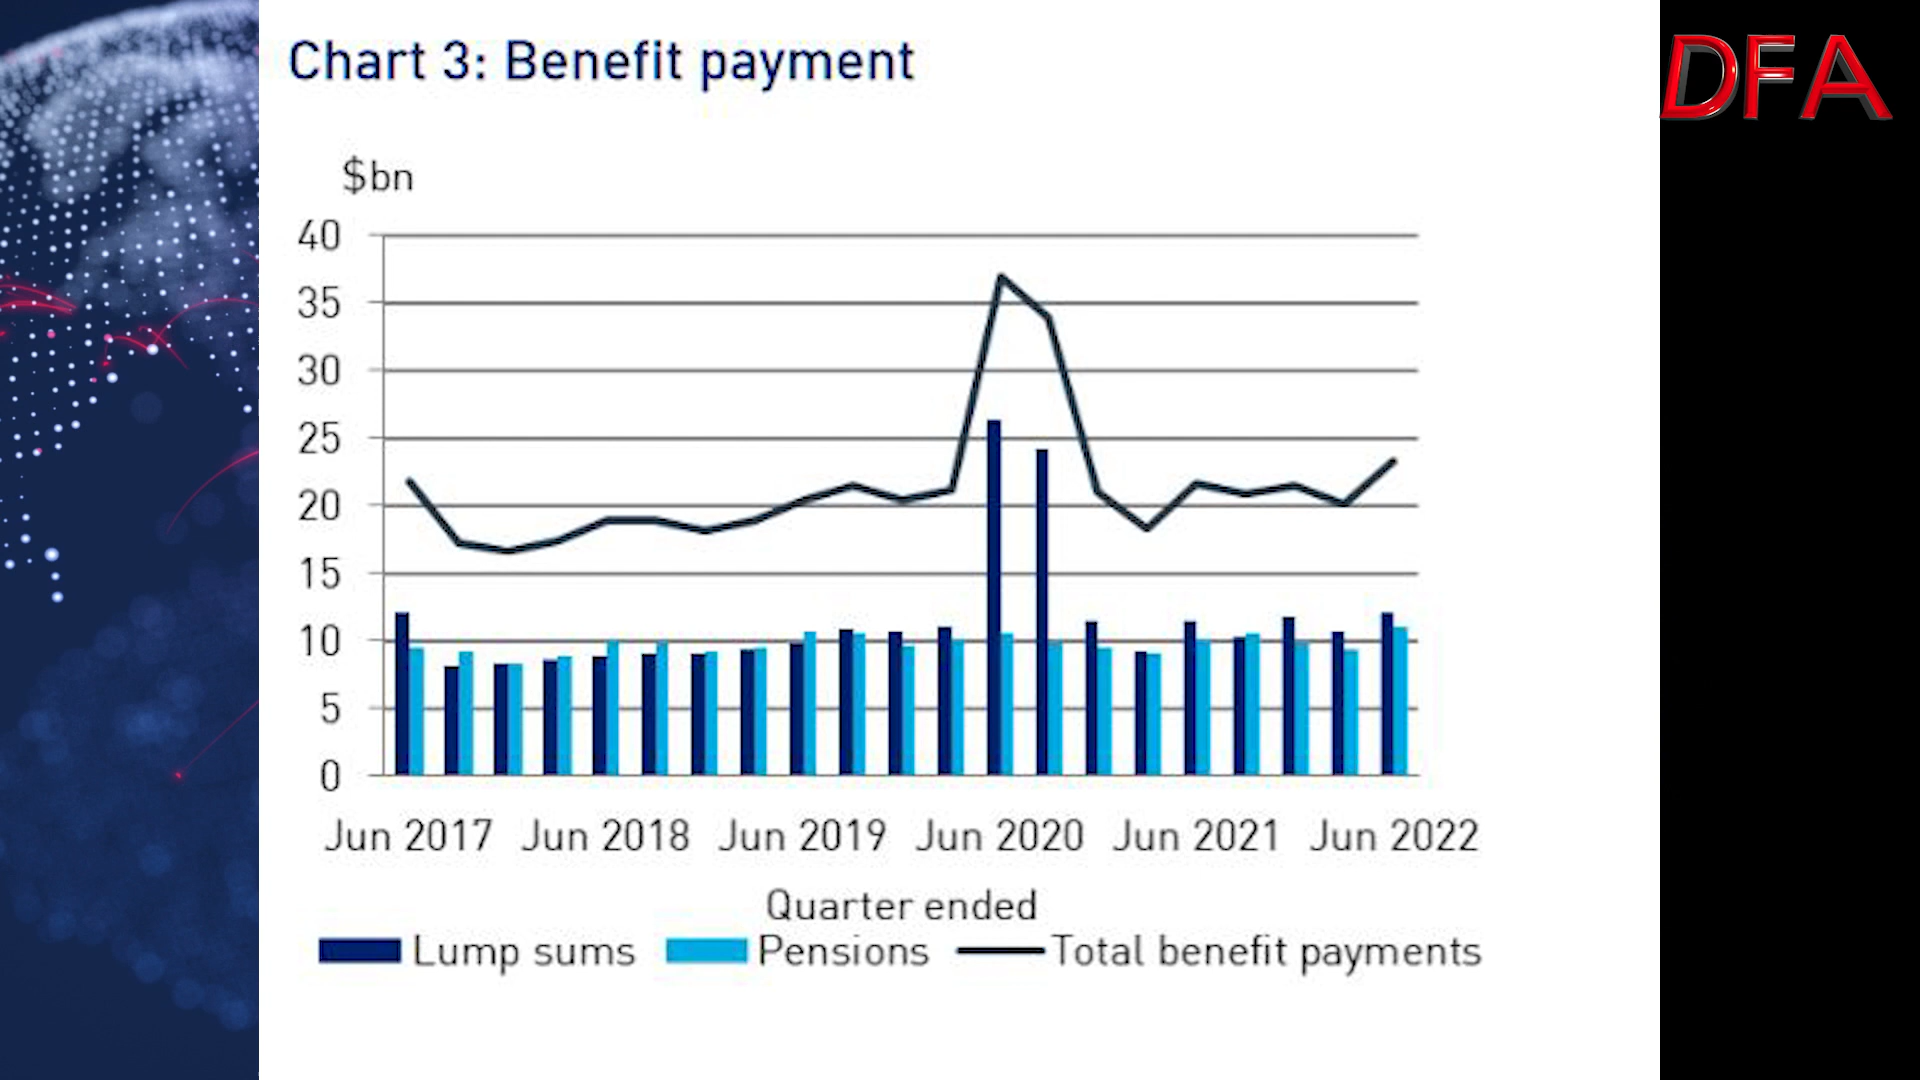 Chart 3: Benefit payment
DFA
$bn
40
35
30
25
20
15
10
5
0
Jun 2017 Jun 2018 Jun 2019 Jun 2020 Jun 2021 Jun 2022
Quarter ended
Lump sums Pensions Total benefit payments